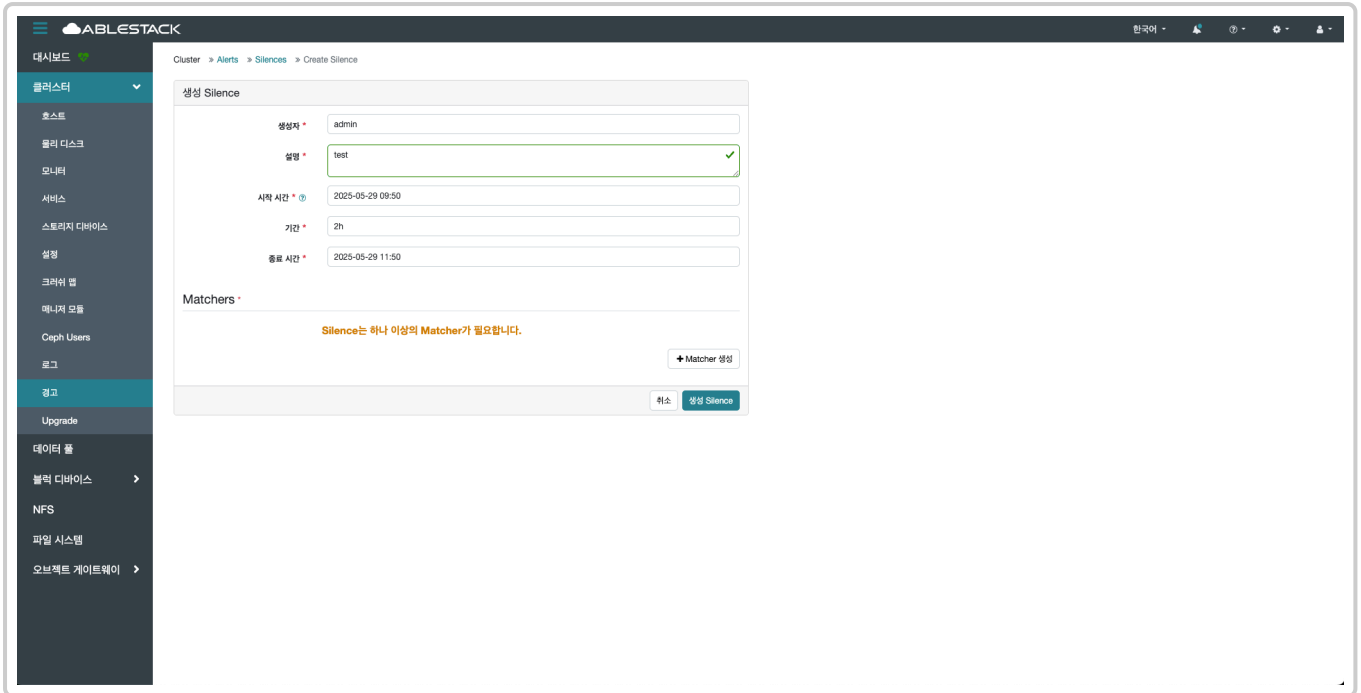 ABLESTACK
한국어
대시보드
클러스터
호스트
물리 디스크
모니터
서비스
스토리지 디바이스
설정
크러쉬 맵
매니저 모듈
Ceph Users
로그
경고
Upgrade
데이터 풀
블럭 디바이스
NFS
파일 시스템
오브젝트 게이트웨이
Cluster » Alerts » Silences » Create Silence
생성 Silence
생성자 * admin
설명 * test
시작 시간 * 2025-05-29 09:50
기간 * 2h
종료 시간 * 2025-05-29 11:50
Matchers *
Silence는 하나 이상의 Matcher가 필요합니다.
+ Matcher 생성
취소 생성 Silence